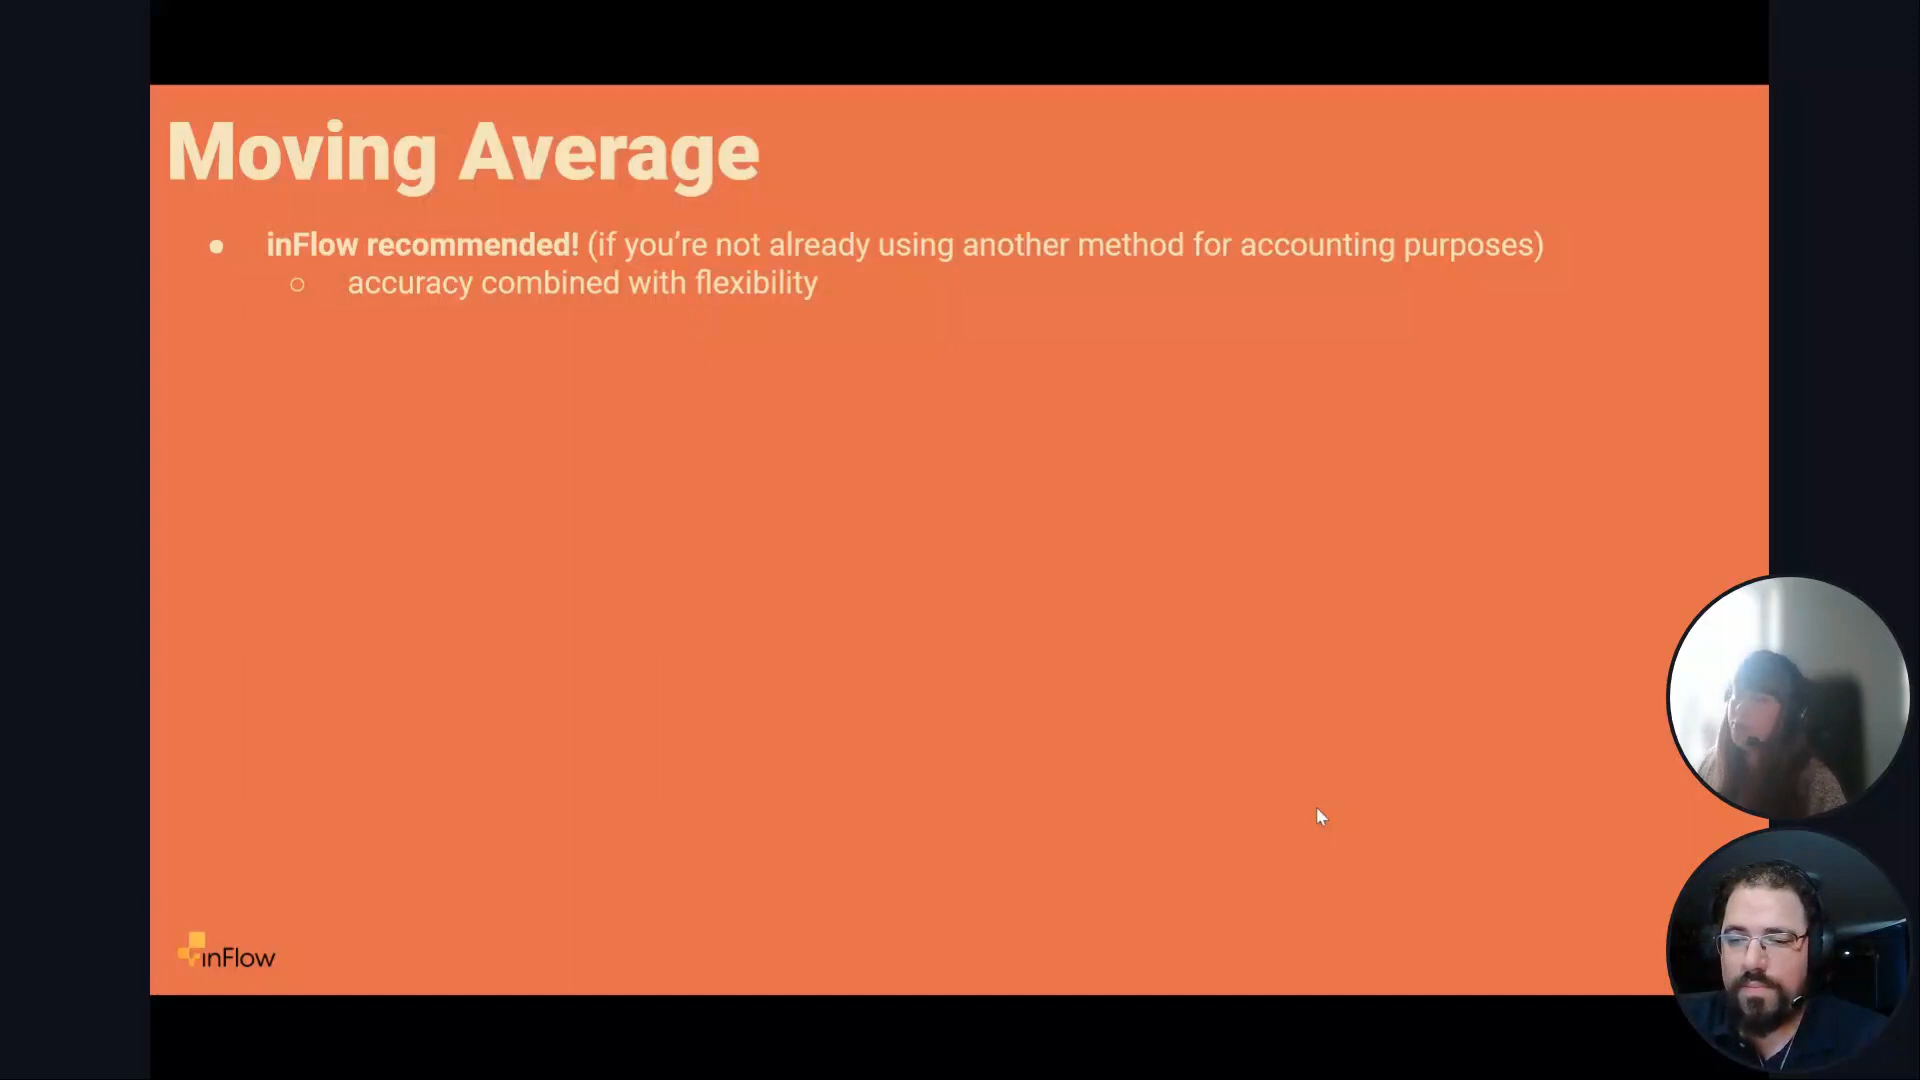 Moving Average
● inFlow recommended! (if you’re not already using another method for accounting purposes)
○ accuracy combined with flexibility
inFlow